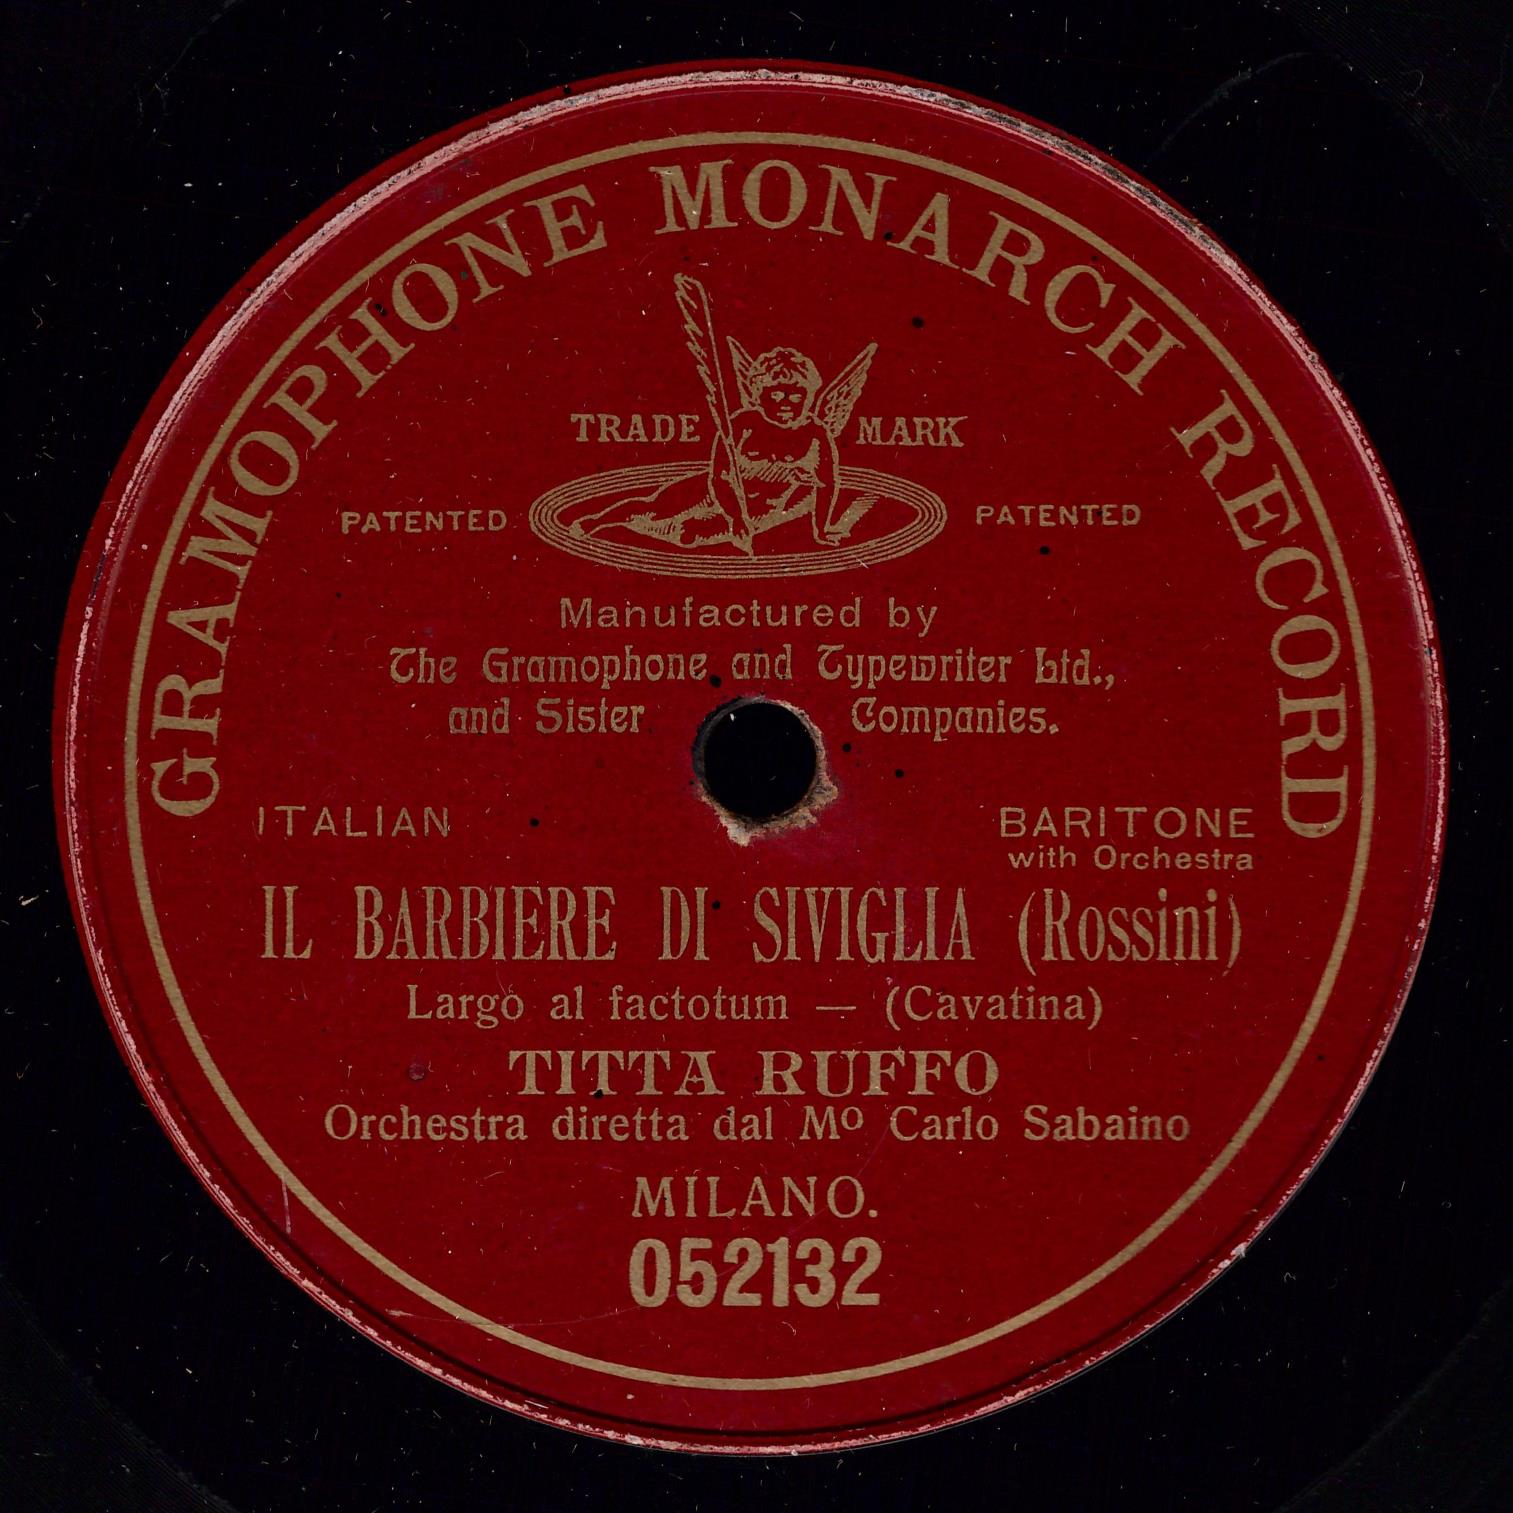 GRAMOPHONE MONARCH RECORD
TRADE MARK
PATENTED PATENTED
Manufactured by
The Gramophone and Typewriter Ltd.,
and Sister Companies.
ITALIAN BARITONE
with Orchestra
IL BARBIERE DI SIVIGLIA (Rossini)
Largo al factotum — (Cavatina)
TITTA RUFFO
Orchestra diretta dal Mº Carlo Sabaino
MILANO.
052132